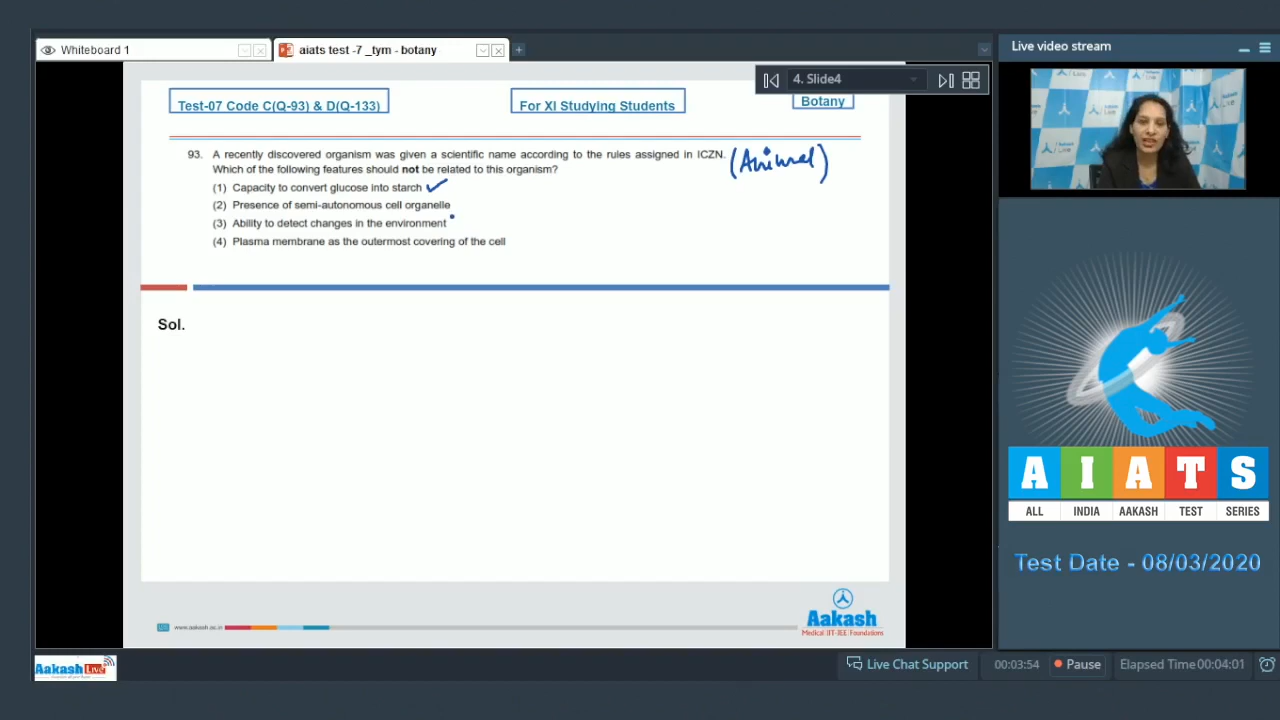 Whiteboard 1
aiats test -7 _tym - botany
Live video stream
4. Slide4
Test-07 Code C(Q-93) & D(Q-133)
For XI Studying Students
Botany
93. A recently discovered organism was given a scientific name according to the rules assigned in ICZN. (Animal)
Which of the following features should not be related to this organism?
(1) Capacity to convert glucose into starch
(2) Presence of semi-autonomous cell organelle
(3) Ability to detect changes in the environment
(4) Plasma membrane as the outermost covering of the cell
Sol.
AIATS
ALL INDIA AAKASH TEST SERIES
Test Date - 08/03/2020
www.aakash.ac.in
Aakash
Medical|IIT-JEE|Foundations
Aakash Live
Live Chat Support
00:03:54
Pause
Elapsed Time 00:04:01